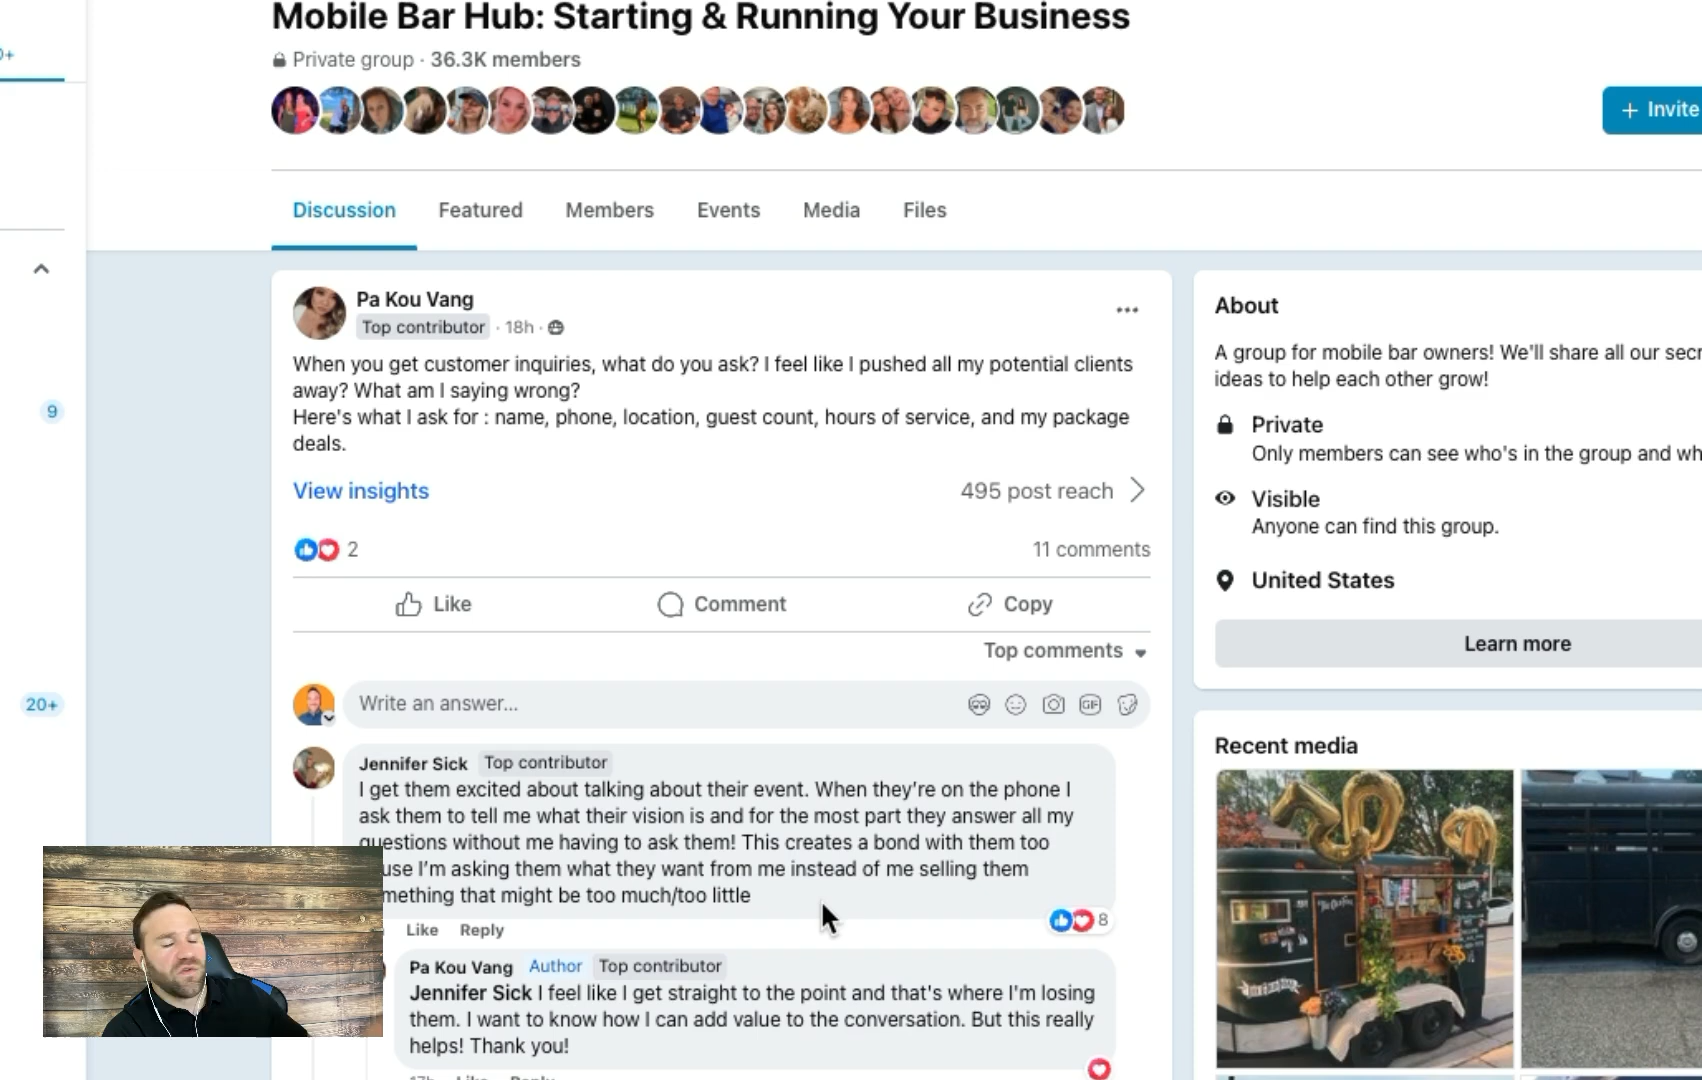 Mobile Bar Hub: Starting & Running Your Business
Private group · 36.3K members
+ Invite
Discussion Featured Members Events Media Files
9
20+
Pa Kou Vang
Top contributor · 18h ·
When you get customer inquiries, what do you ask? I feel like I pushed all my potential clients
away? What am I saying wrong?
Here's what I ask for : name, phone, location, guest count, hours of service, and my package
deals.
View insights
495 post reach
2
11 comments
Like
Comment
Copy
Top comments
Write an answer...
GIF
Jennifer Sick Top contributor
I get them excited about talking about their event. When they're on the phone I
ask them to tell me what their vision is and for the most part they answer all my
questions without me having to ask them! This creates a bond with them too
use I'm asking them what they want from me instead of me selling them
mething that might be too much/too little
8
Like Reply
Pa Kou Vang Author Top contributor
Jennifer Sick I feel like I get straight to the point and that's where I'm losing
them. I want to know how I can add value to the conversation. But this really
helps! Thank you!
About
A group for mobile bar owners! We'll share all our secr
ideas to help each other grow!
Private
Only members can see who's in the group and wh
Visible
Anyone can find this group.
United States
Learn more
Recent media